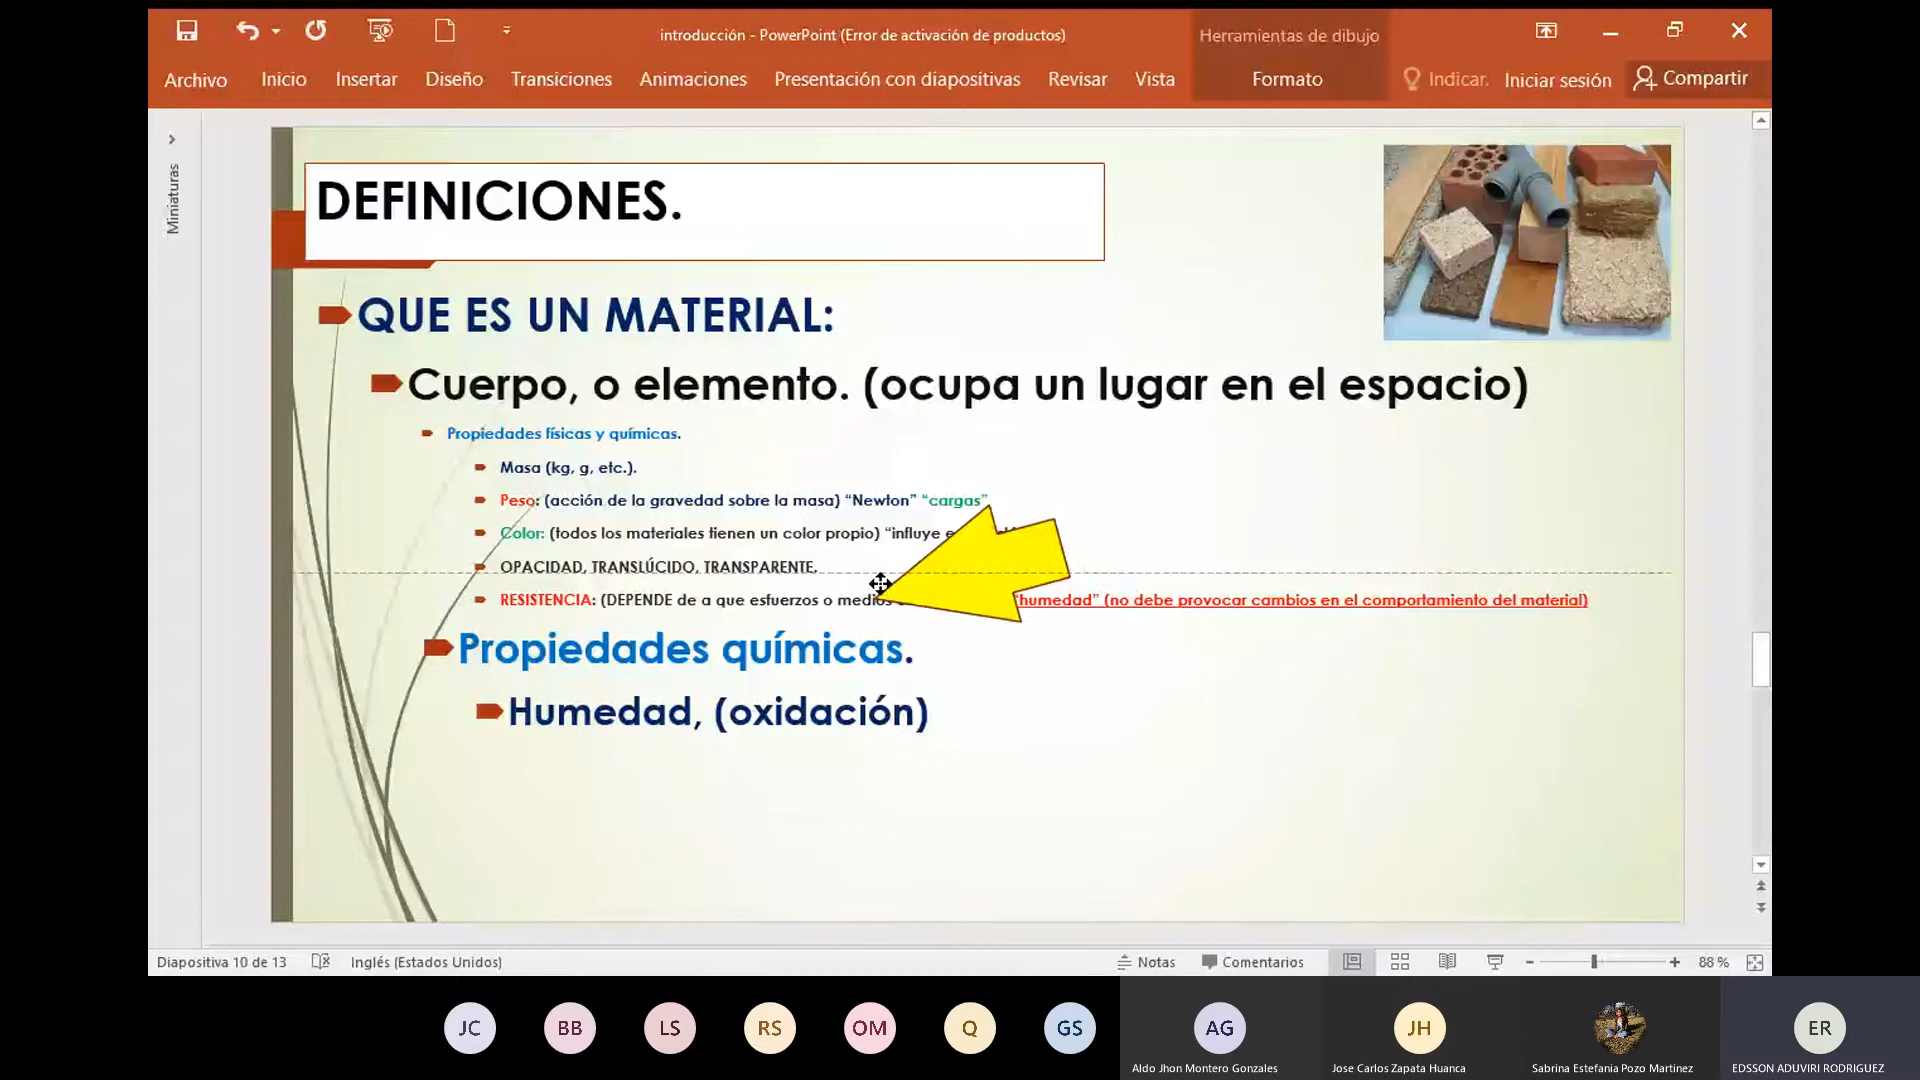 introducción - PowerPoint (Error de activación de productos)
Herramientas de dibujo
Archivo
Inicio
Insertar
Diseño
Transiciones
Animaciones
Presentación con diapositivas
Revisar
Vista
Formato
Indicar.
Iniciar sesión
Compartir
Miniaturas
DEFINICIONES.
QUE ES UN MATERIAL:
Cuerpo, o elemento. (ocupa un lugar en el espacio)
Propiedades físicas y químicas.
Masa (kg, g, etc.).
Peso: (acción de la gravedad sobre la masa) “Newton” “cargas”
Color: (todos los materiales tienen un color propio) “influye
OPACIDAD, TRANSLÚCIDO, TRANSPARENTE.
RESISTENCIA: (DEPENDE de a que esfuerzos o medios “humedad” (no debe provocar cambios en el comportamiento del material)
Propiedades químicas.
Humedad, (oxidación)
Diapositiva 10 de 13
Inglés (Estados Unidos)
Notas
Comentarios
88 %
JC
BB
LS
RS
OM
Q
GS
AG
JH
ER
Aldo Jhon Montero Gonzales
Jose Carlos Zapata Huanca
Sabrina Estefania Pozo Martinez
EDSSON ADUVIRI RODRIGUEZ